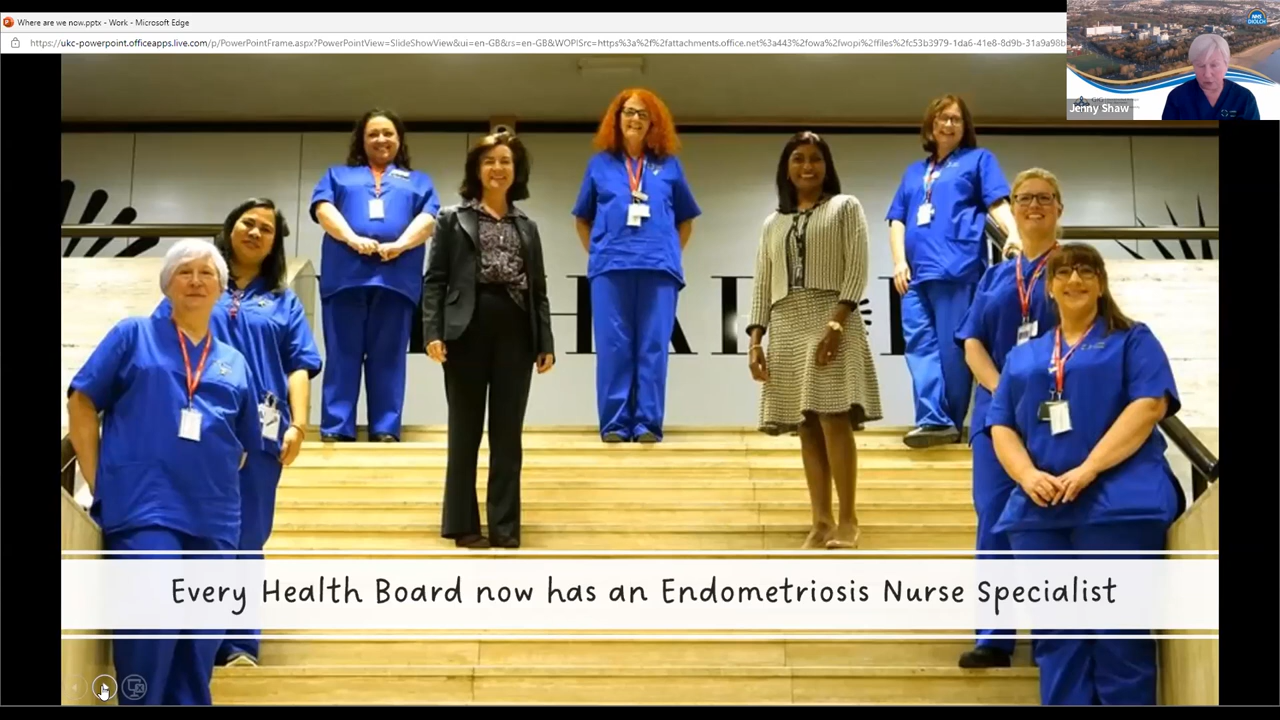 Where are we now.pptx - Work - Microsoft Edge
https://ukc-powerpoint.officeapps.live.com/p/PowerPointFrame.aspx?PowerPointView=SlideShowView&ui=en-GB&rs=en-GB&WOPISrc=https%3a%2f%2fattachments.office.net%3a443%2fowa%2fwopi%2ffiles%2fc53b3979-1da6-41e8-8d9b-31a9a98b
NHS
DIOLCH
Jenny Shaw
Every Health Board now has an Endometriosis Nurse Specialist